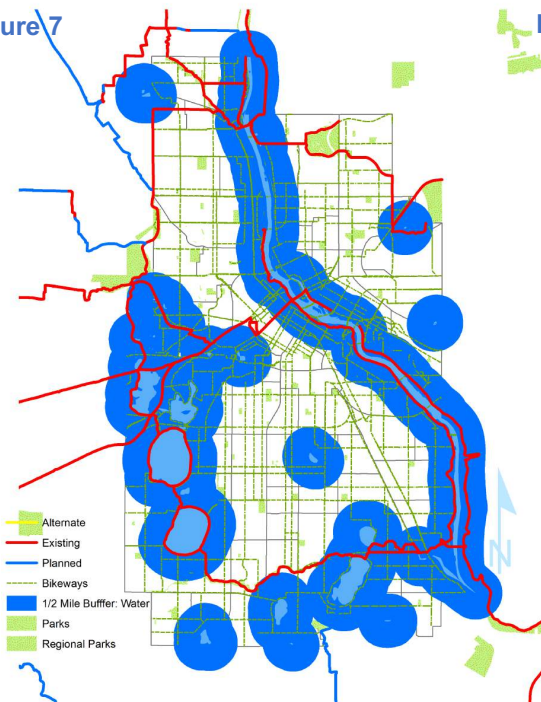 ure 7
Alternate
Existing
Planned
Bikeways
1/2 Mile Bufffer: Water
Parks
Regional Parks
N